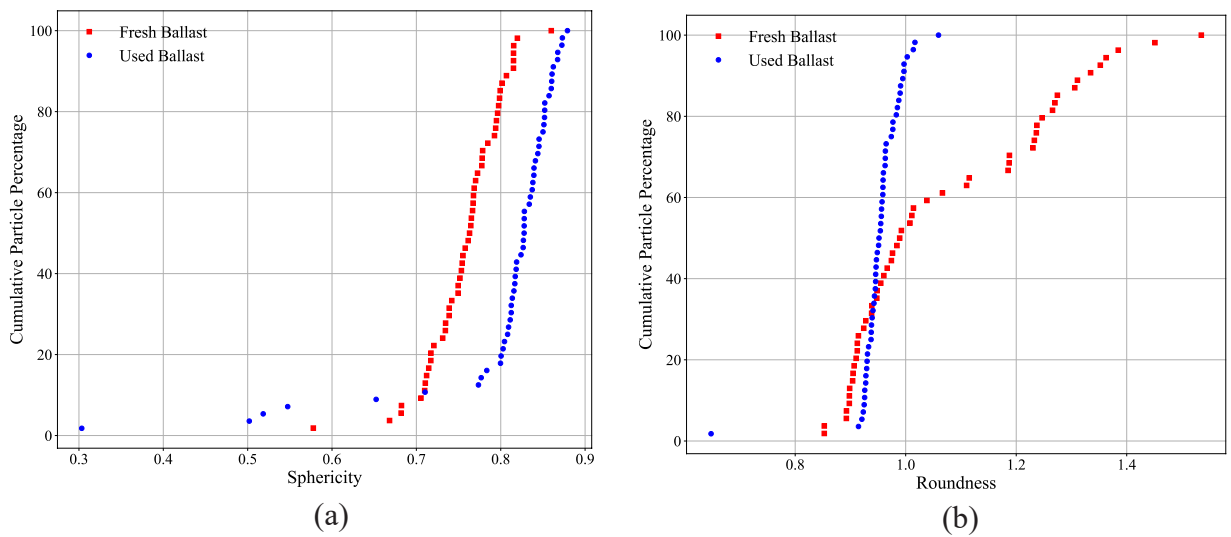 Fresh Ballast
Used Ballast
Cumulative Particle Percentage
100
80
60
40
20
0
0.3 0.4 0.5 0.6 0.7 0.8 0.9
Sphericity
(a)
Fresh Ballast
Used Ballast
Cumulative Particle Percentage
100
80
60
40
20
0
0.8 1.0 1.2 1.4
Roundness
(b)